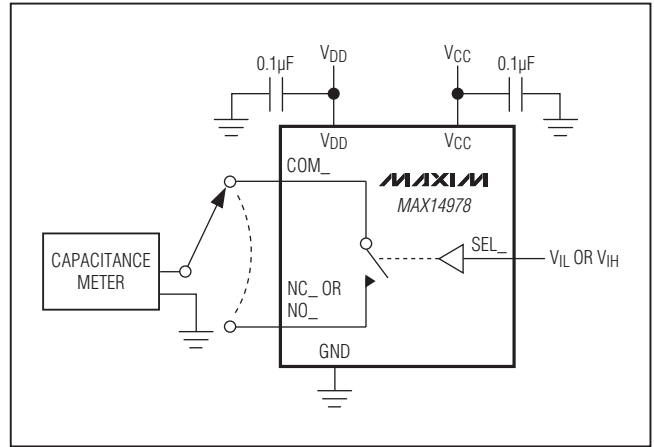 0.1µF
VDD
VCC
0.1µF
VDD
VCC
COM_
MAXIM
MAX14978
CAPACITANCE
METER
SEL_
VIL OR VIH
NC_ OR
NO_
GND